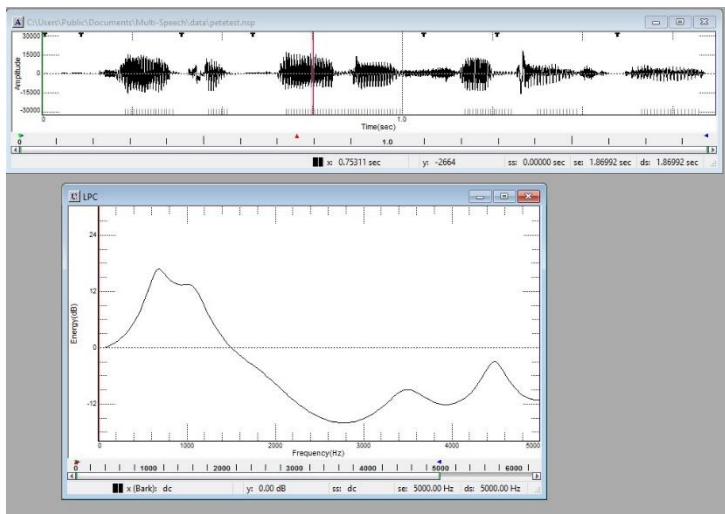 C:\Users\Public\Documents\Multi-Speech\data\petetest.nsp
30000
15000
0
-15000
-30000
Amplitude
0 1.0
Time(sec)
0 1.0
x: 0.75311 sec y: -2664 ss: 0.00000 sec se: 1.86992 sec ds: 1.86992 sec
LPC
24
12
0
-12
Energy(dB)
0 1000 2000 3000 4000 5000
Frequency(Hz)
0 1000 2000 3000 4000 5000 6000
x (Bark): dc y: 0.00 dB ss: dc se: 5000.00 Hz ds: 5000.00 Hz